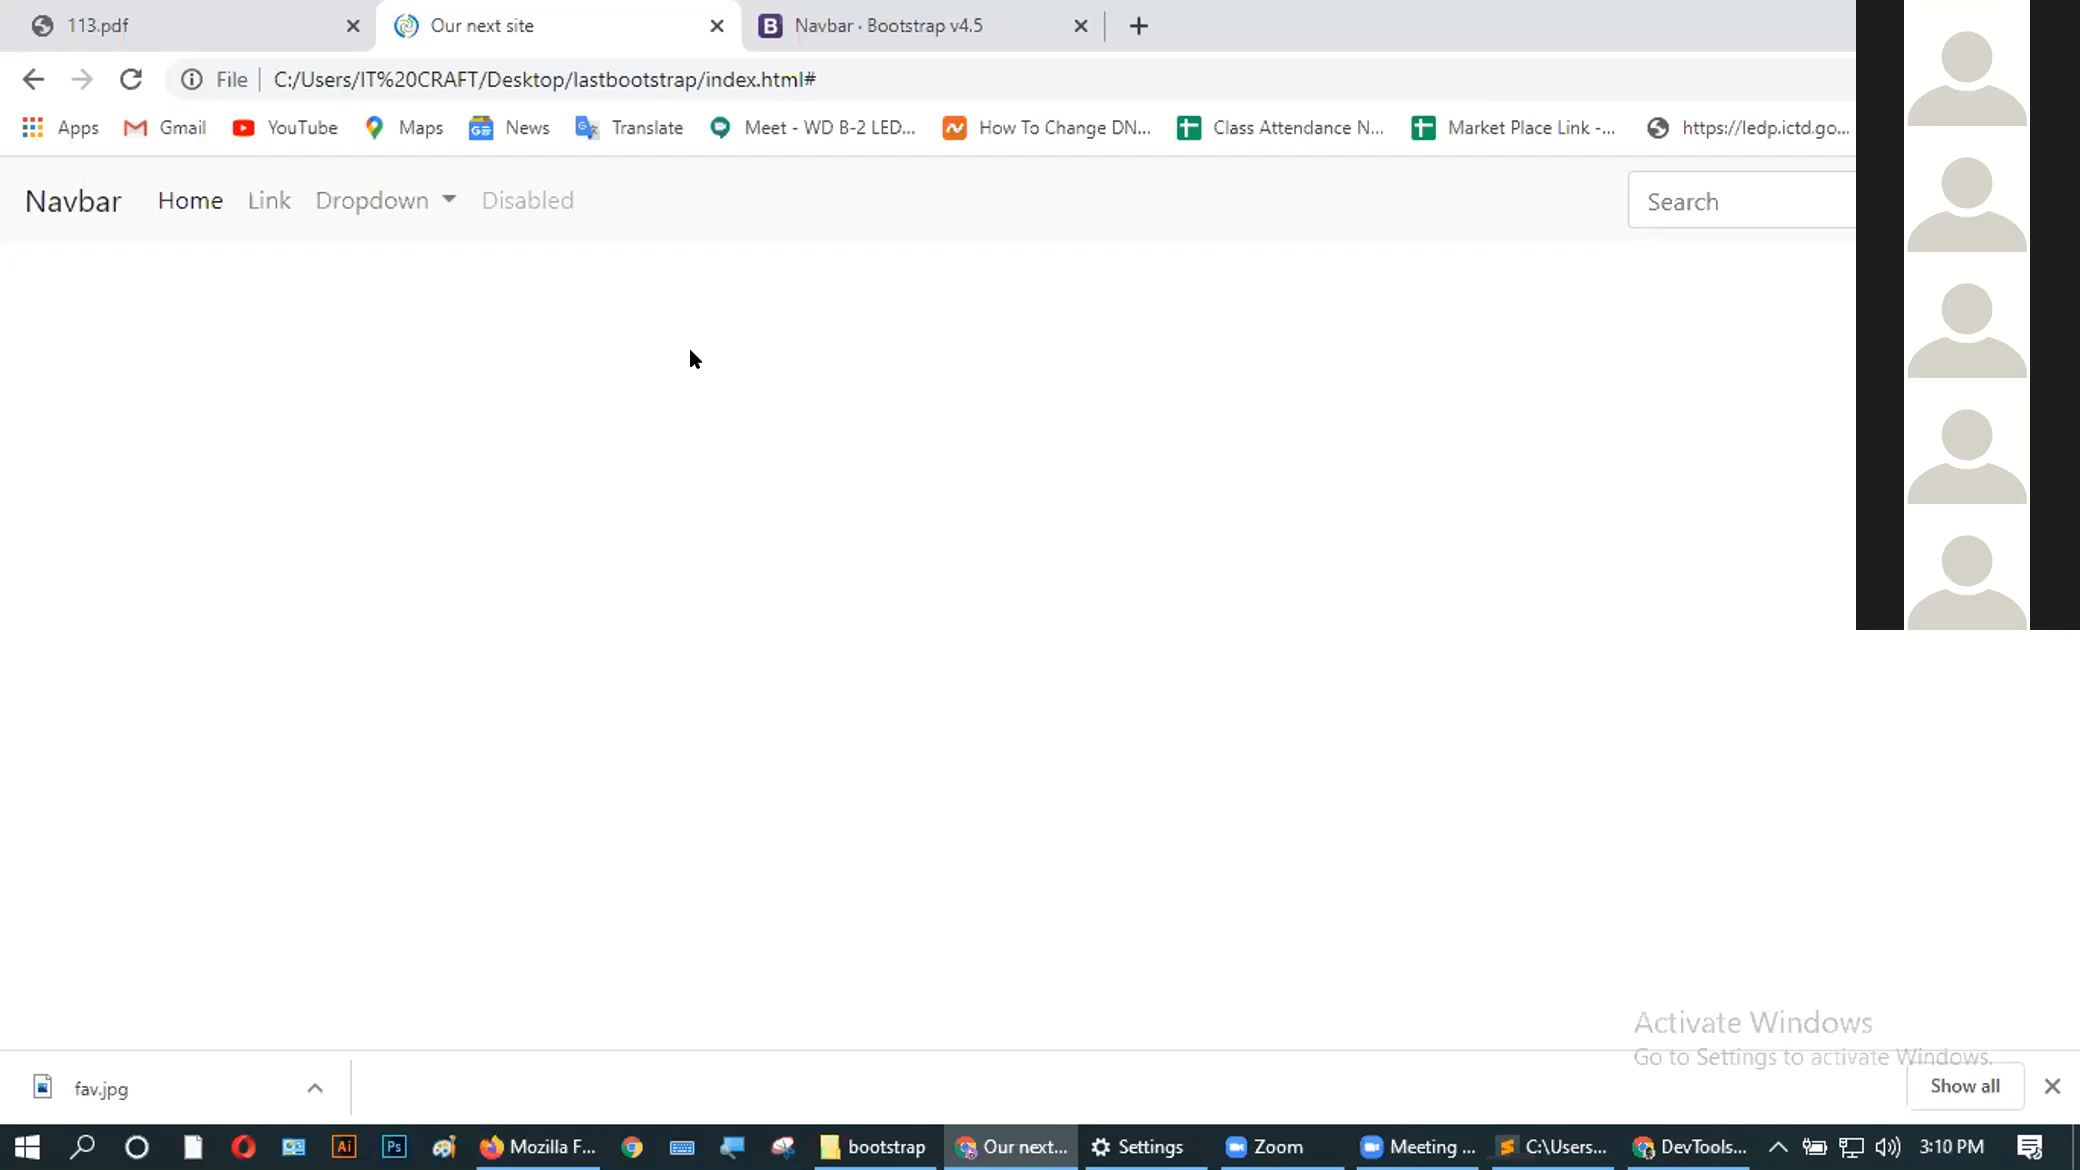 113.pdf
Our next site
Navbar · Bootstrap v4.5
File
C:/Users/IT%20CRAFT/Desktop/lastbootstrap/index.html#
Apps Gmail YouTube Maps News Translate Meet - WD B-2 LED... How To Change DN... Class Attendance N... Market Place Link -... https://ledp.ictd.go...
Navbar Home Link Dropdown Disabled Search
Activate Windows
Go to Settings to activate Windows.
fav.jpg
Show all
Mozilla F... bootstrap Our next... Settings Zoom Meeting ... C:\Users... DevTools... 3:10 PM